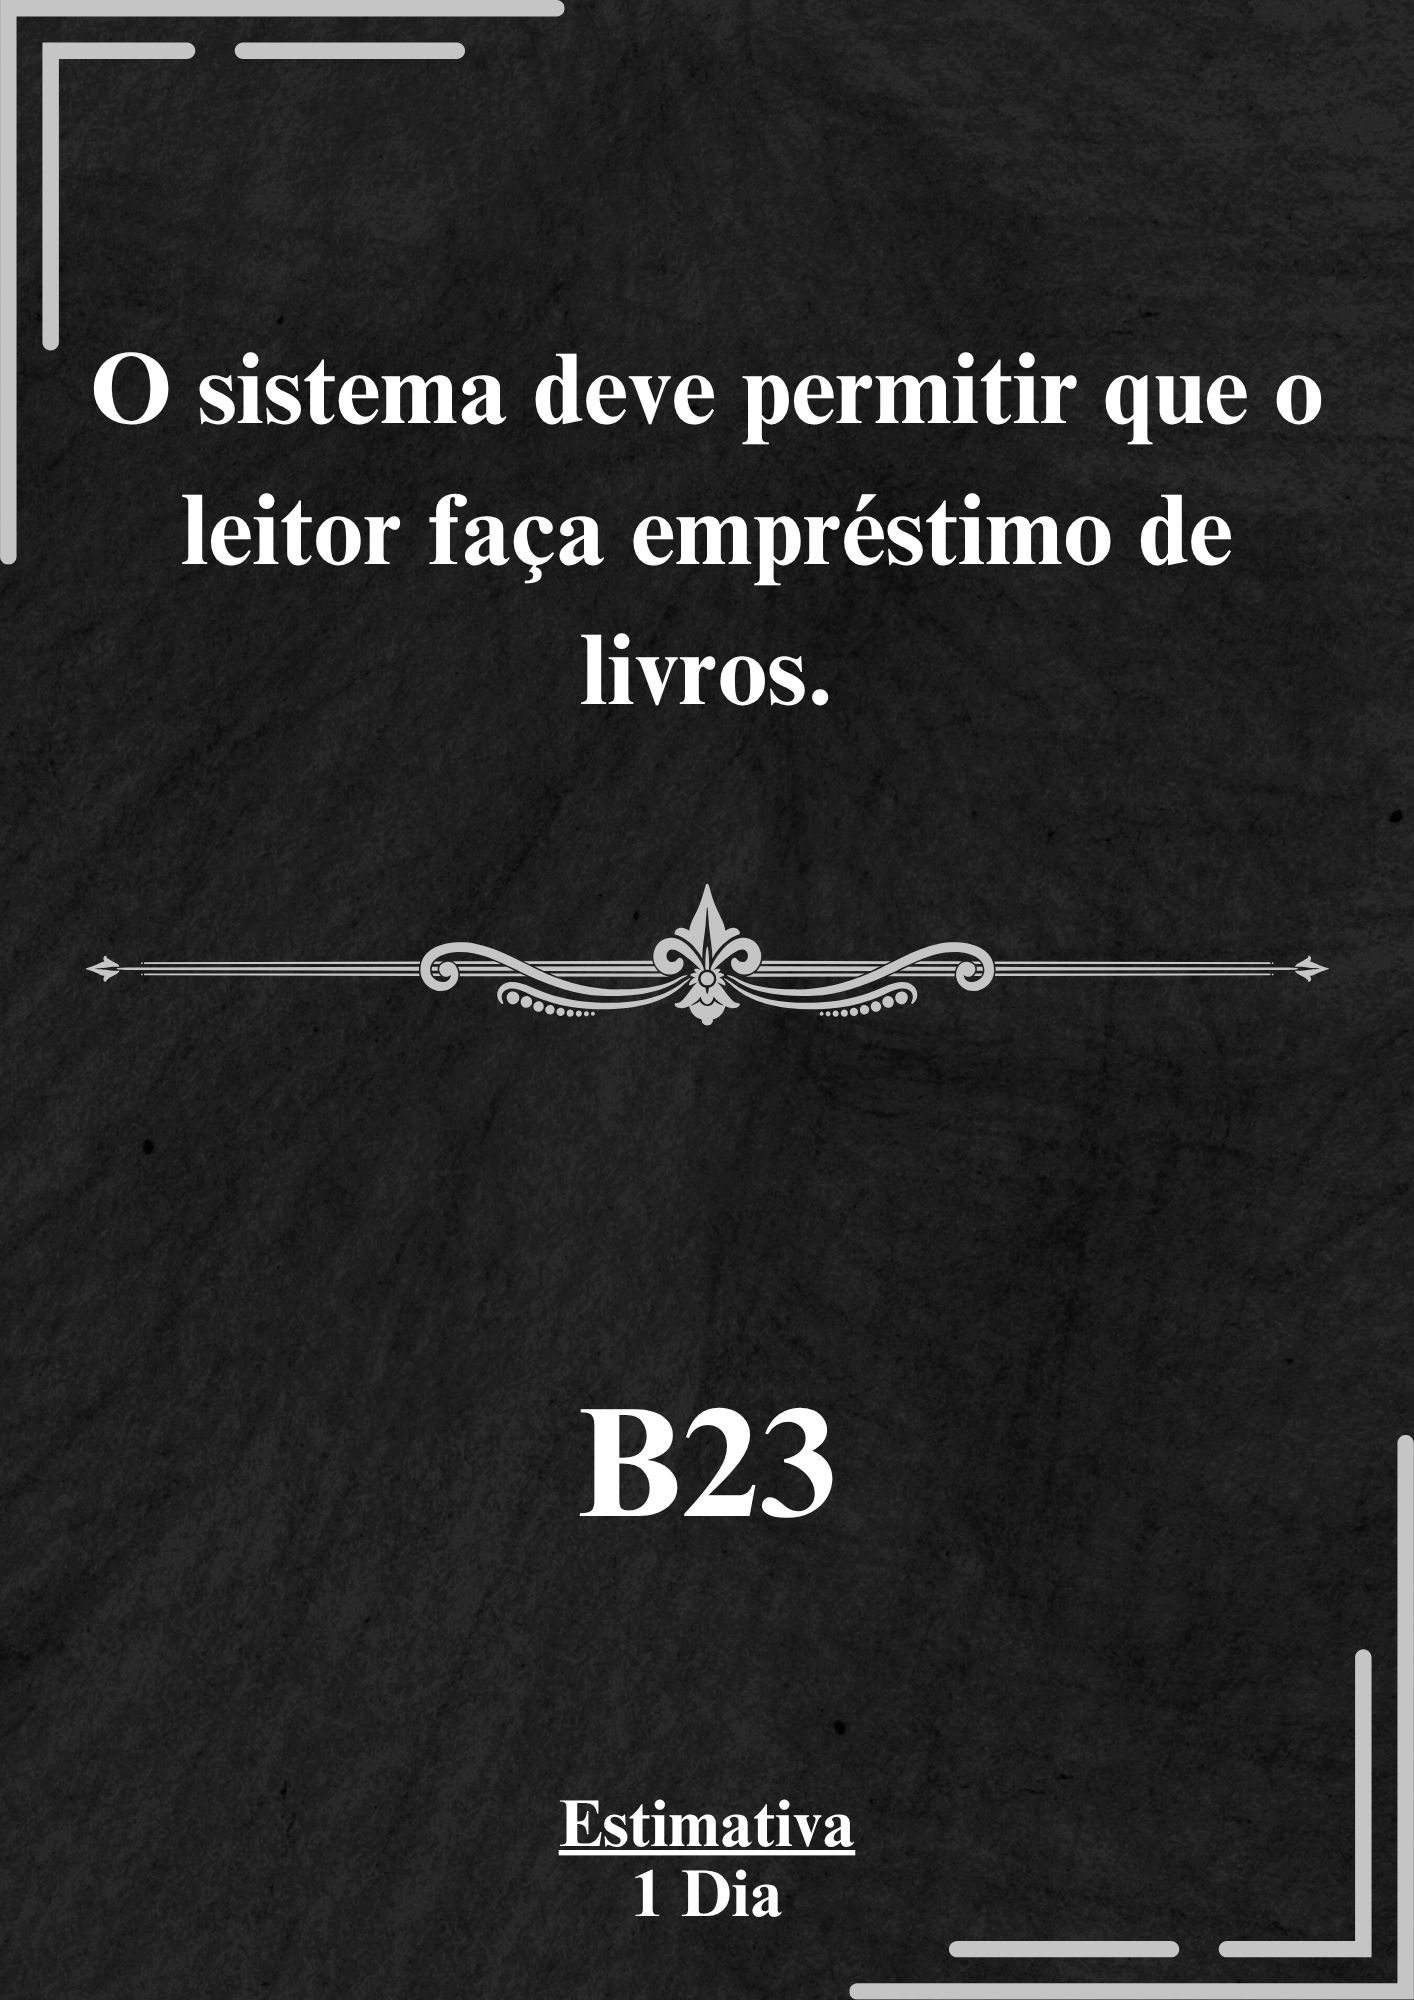 O sistema deve permitir que o
leitor faça empréstimo de
livros.
B23
Estimativa
1 Dia